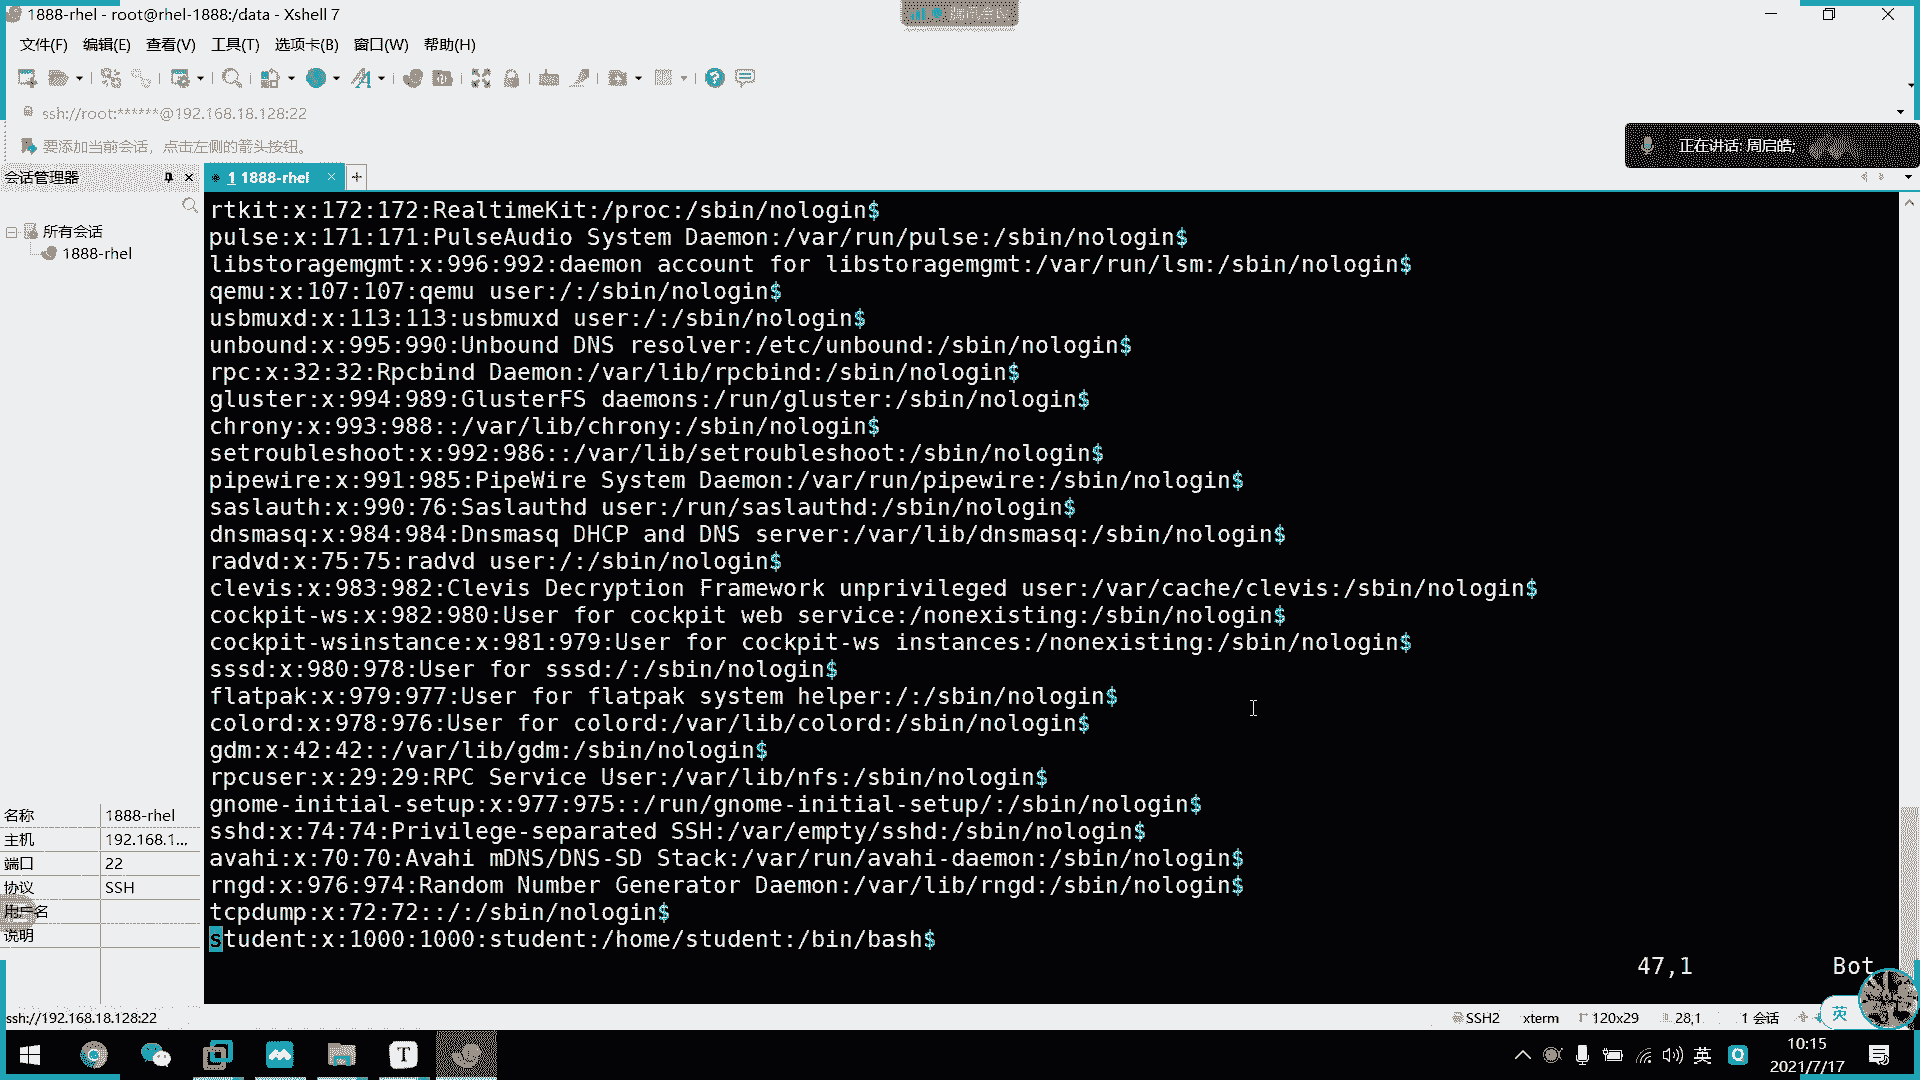 1888-rhel - root@rhel-1888:/data - Xshell 7
文件(F) 编辑(E) 查看(V) 工具(T) 选项卡(B) 窗口(W) 帮助(H)
ssh://root:******@192.168.18.128:22
要添加当前会话，点击左侧的箭头按钮。
正在讲话: 周启皓;
会话管理器
1 1888-rhel
所有会话
1888-rhel
rtkit:x:172:172:RealtimeKit:/proc:/sbin/nologin$
pulse:x:171:171:PulseAudio System Daemon:/var/run/pulse:/sbin/nologin$
libstoragemgmt:x:996:992:daemon account for libstoragemgmt:/var/run/lsm:/sbin/nologin$
qemu:x:107:107:qemu user:/:/sbin/nologin$
usbmuxd:x:113:113:usbmuxd user:/:/sbin/nologin$
unbound:x:995:990:Unbound DNS resolver:/etc/unbound:/sbin/nologin$
rpc:x:32:32:Rpcbind Daemon:/var/lib/rpcbind:/sbin/nologin$
gluster:x:994:989:GlusterFS daemons:/run/gluster:/sbin/nologin$
chrony:x:993:988::/var/lib/chrony:/sbin/nologin$
setroubleshoot:x:992:986::/var/lib/setroubleshoot:/sbin/nologin$
pipewire:x:991:985:PipeWire System Daemon:/var/run/pipewire:/sbin/nologin$
saslauth:x:990:76:Saslauthd user:/run/saslauthd:/sbin/nologin$
dnsmasq:x:984:984:Dnsmasq DHCP and DNS server:/var/lib/dnsmasq:/sbin/nologin$
radvd:x:75:75:radvd user:/:/sbin/nologin$
clevis:x:983:982:Clevis Decryption Framework unprivileged user:/var/cache/clevis:/sbin/nologin$
cockpit-ws:x:982:980:User for cockpit web service:/nonexisting:/sbin/nologin$
cockpit-wsinstance:x:981:979:User for cockpit-ws instances:/nonexisting:/sbin/nologin$
sssd:x:980:978:User for sssd:/:/sbin/nologin$
flatpak:x:979:977:User for flatpak system helper:/:/sbin/nologin$
colord:x:978:976:User for colord:/var/lib/colord:/sbin/nologin$
gdm:x:42:42::/var/lib/gdm:/sbin/nologin$
rpcuser:x:29:29:RPC Service User:/var/lib/nfs:/sbin/nologin$
gnome-initial-setup:x:977:975::/run/gnome-initial-setup/:/sbin/nologin$
sshd:x:74:74:Privilege-separated SSH:/var/empty/sshd:/sbin/nologin$
avahi:x:70:70:Avahi mDNS/DNS-SD Stack:/var/run/avahi-daemon:/sbin/nologin$
rngd:x:976:974:Random Number Generator Daemon:/var/lib/rngd:/sbin/nologin$
tcpdump:x:72:72::/:/sbin/nologin$
student:x:1000:1000:student:/home/student:/bin/bash$
47,1 Bot
名称 1888-rhel
主机 192.168.1...
端口 22
协议 SSH
用户名
说明
ssh://192.168.18.128:22
SSH2 xterm 120x29 28,1 1 会话
英
T
英
10:15
2021/7/17